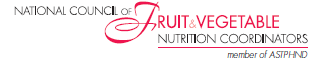 NATIONAL COUNCIL OF
FRUIT & VEGETABLE
NUTRITION COORDINATORS
member of ASTPHND